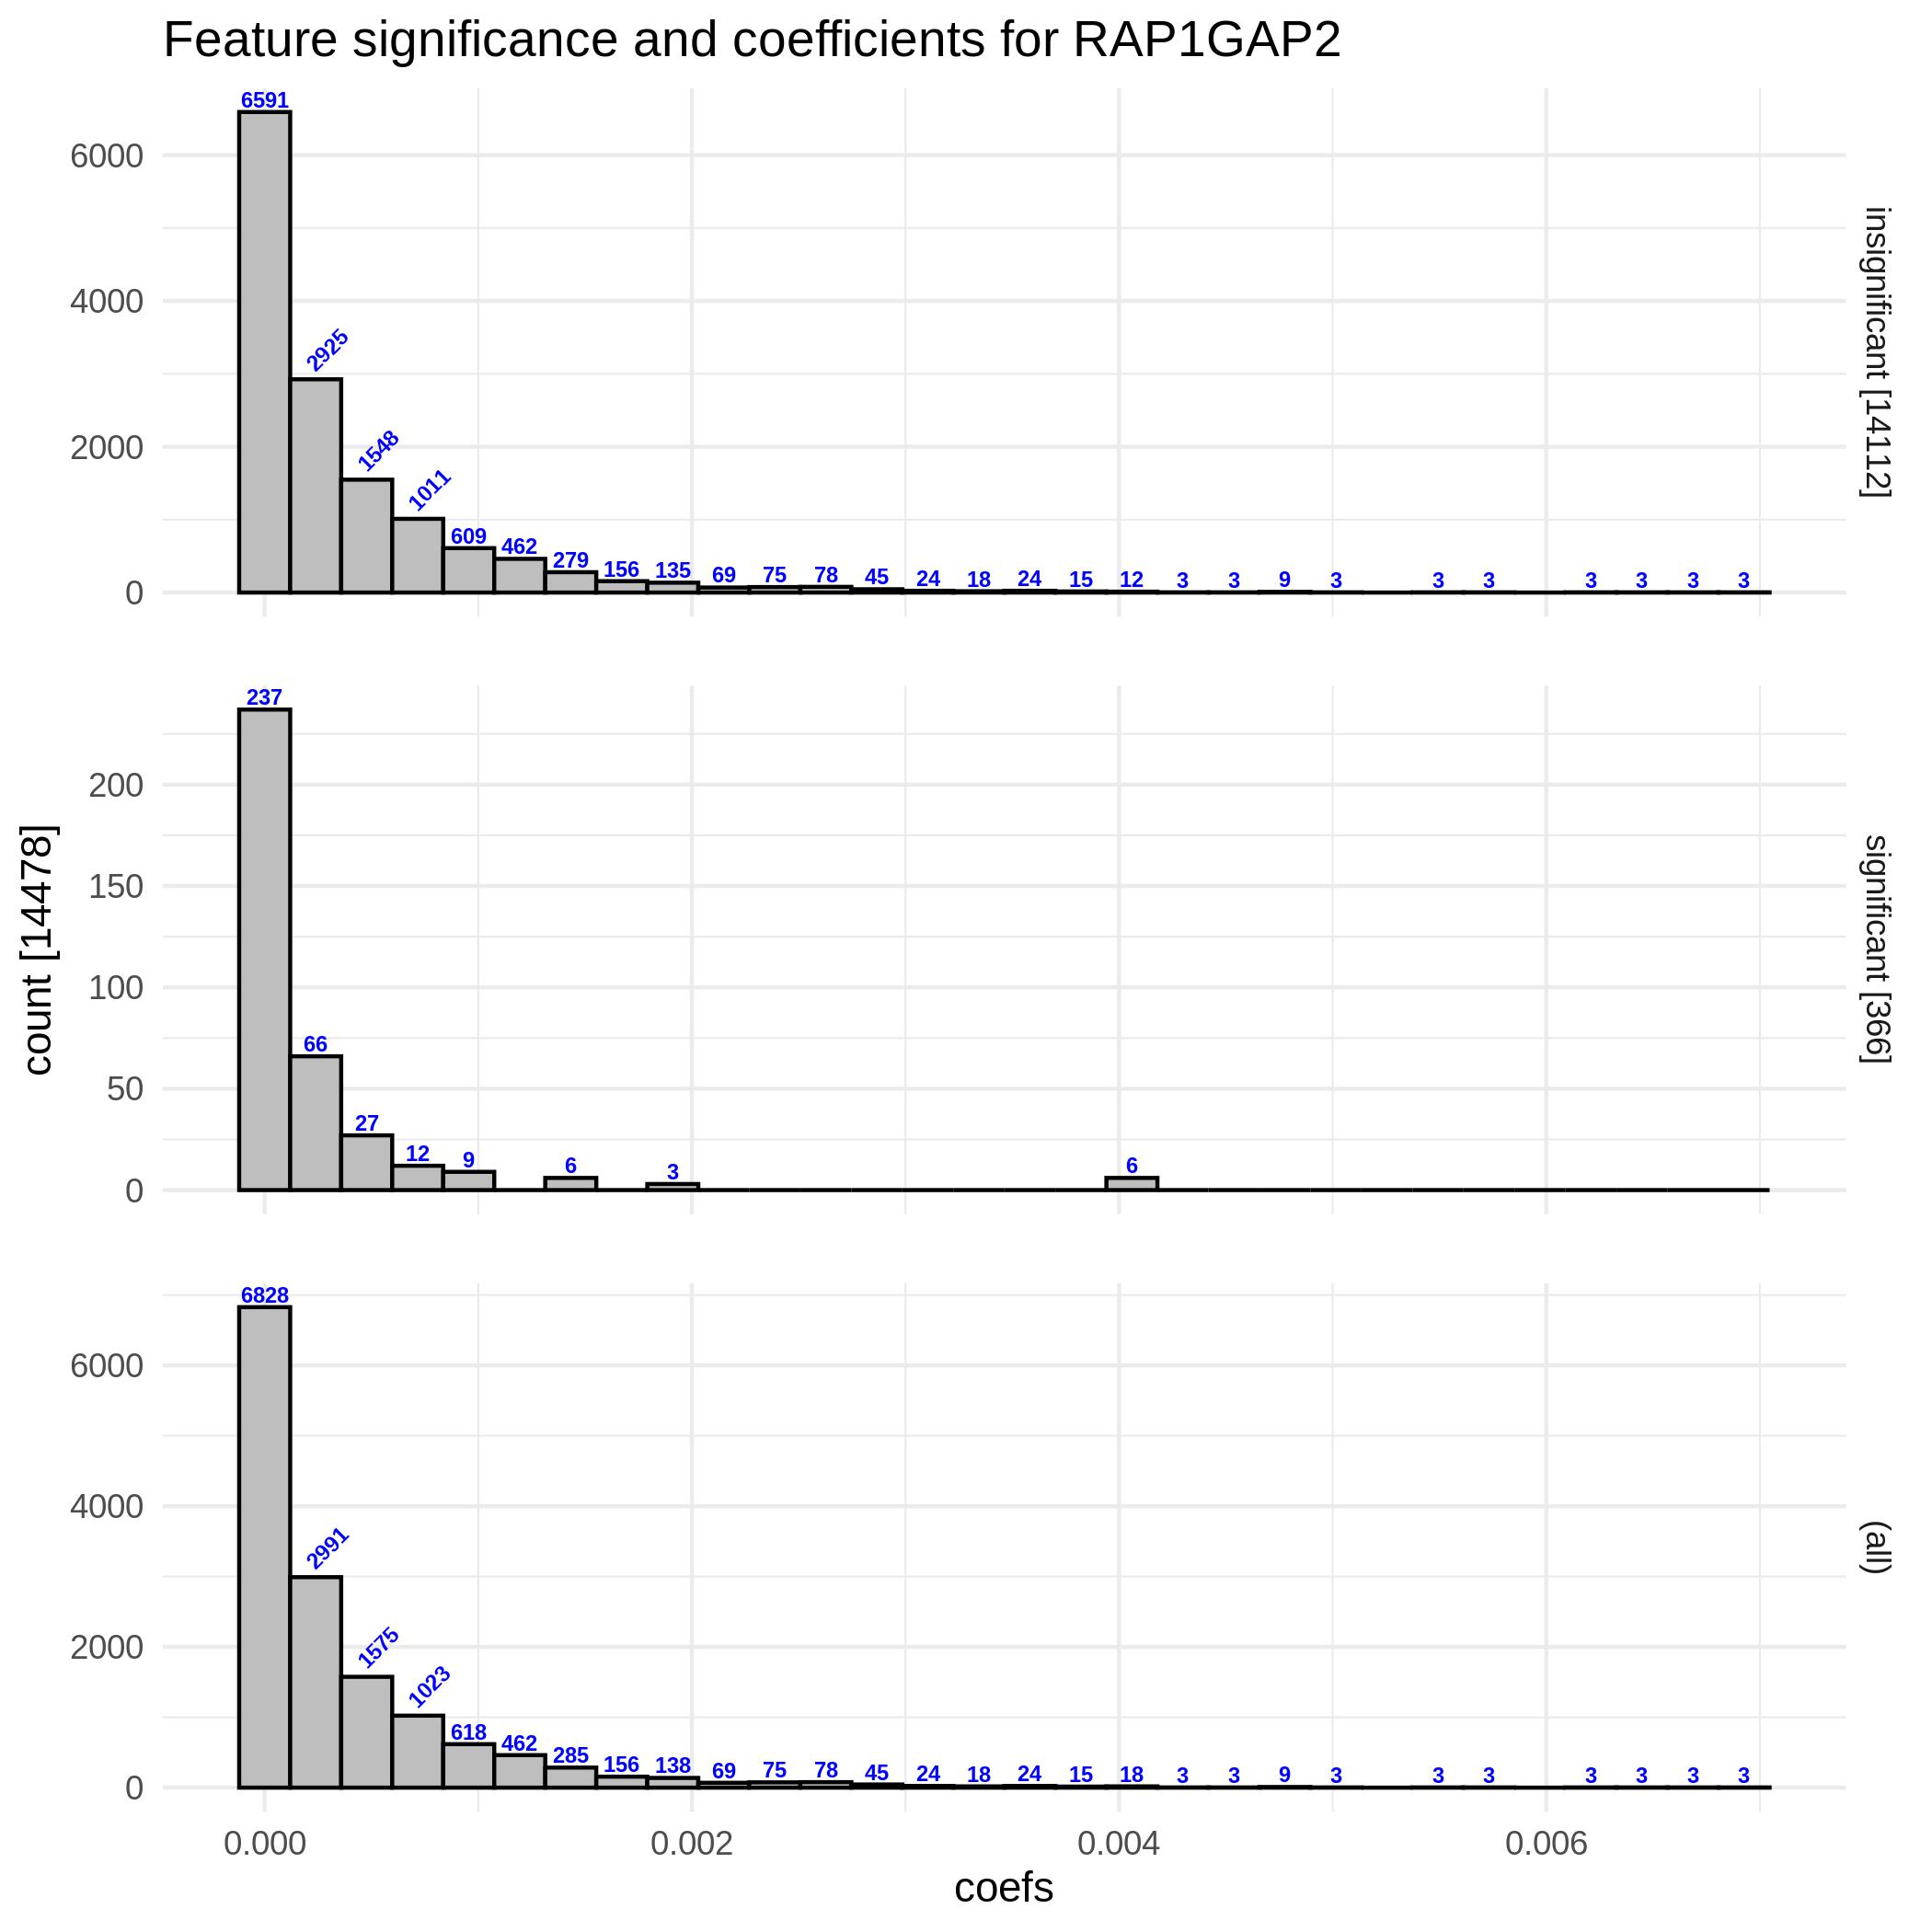 Feature significance and coefficients for RAP1GAP2
6591
6000
insignificant [14112]
4000
2925
2000
1548
1011
609 462 279 156 135 69 75 78 45 24 18 24 15 12 3 3 9 3 3 3 3 3 3 3
0
237
count [14478]
200
significant [366]
150
100
66
50
27
12 9 6 3 6
0
6828
6000
(all)
4000
2991
2000
1575
1023
618 462 285 156 138 69 75 78 45 24 18 24 15 18 3 3 9 3 3 3 3 3 3 3
0
0.000 0.002 0.004 0.006
coefs